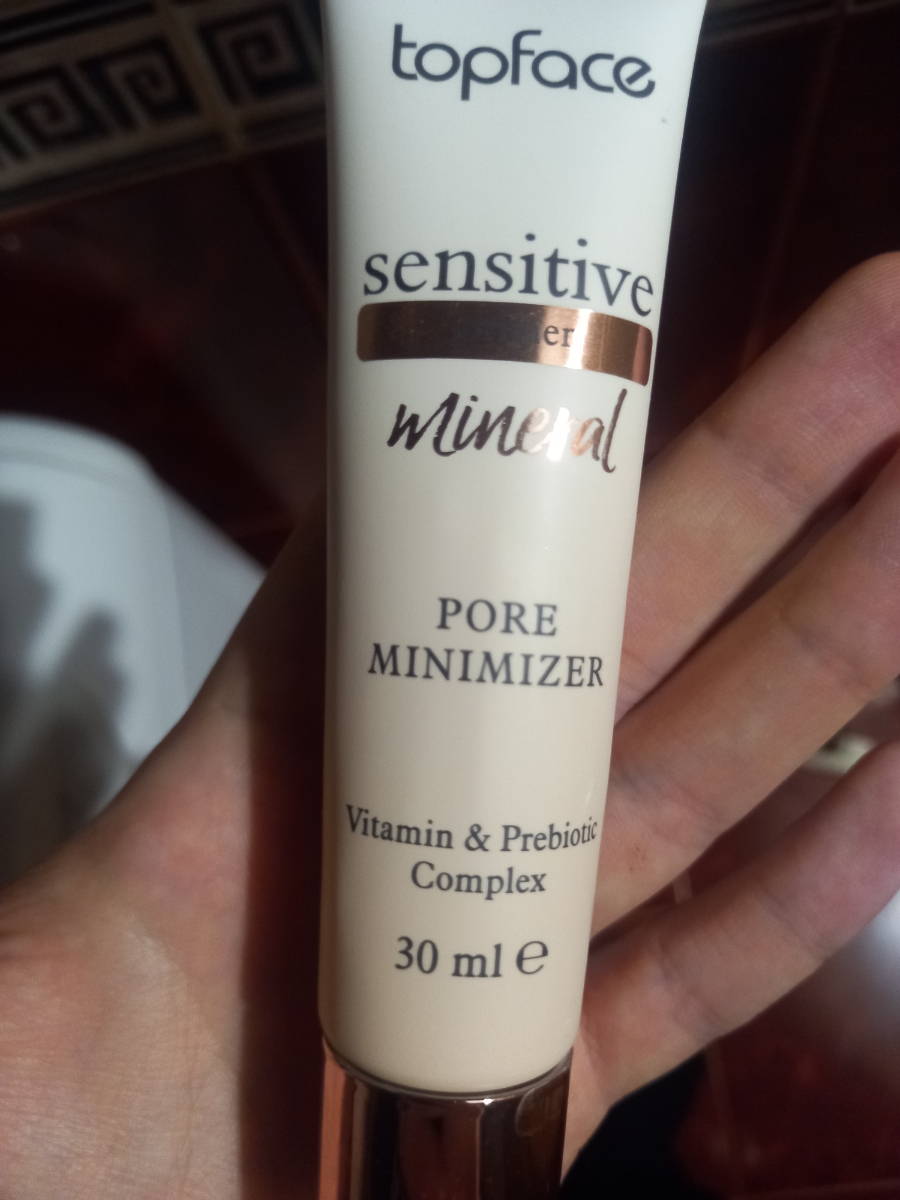 topface
sensitive
mineral
PORE
MINIMIZER
Vitamin & Prebiotic
Complex
30 ml e